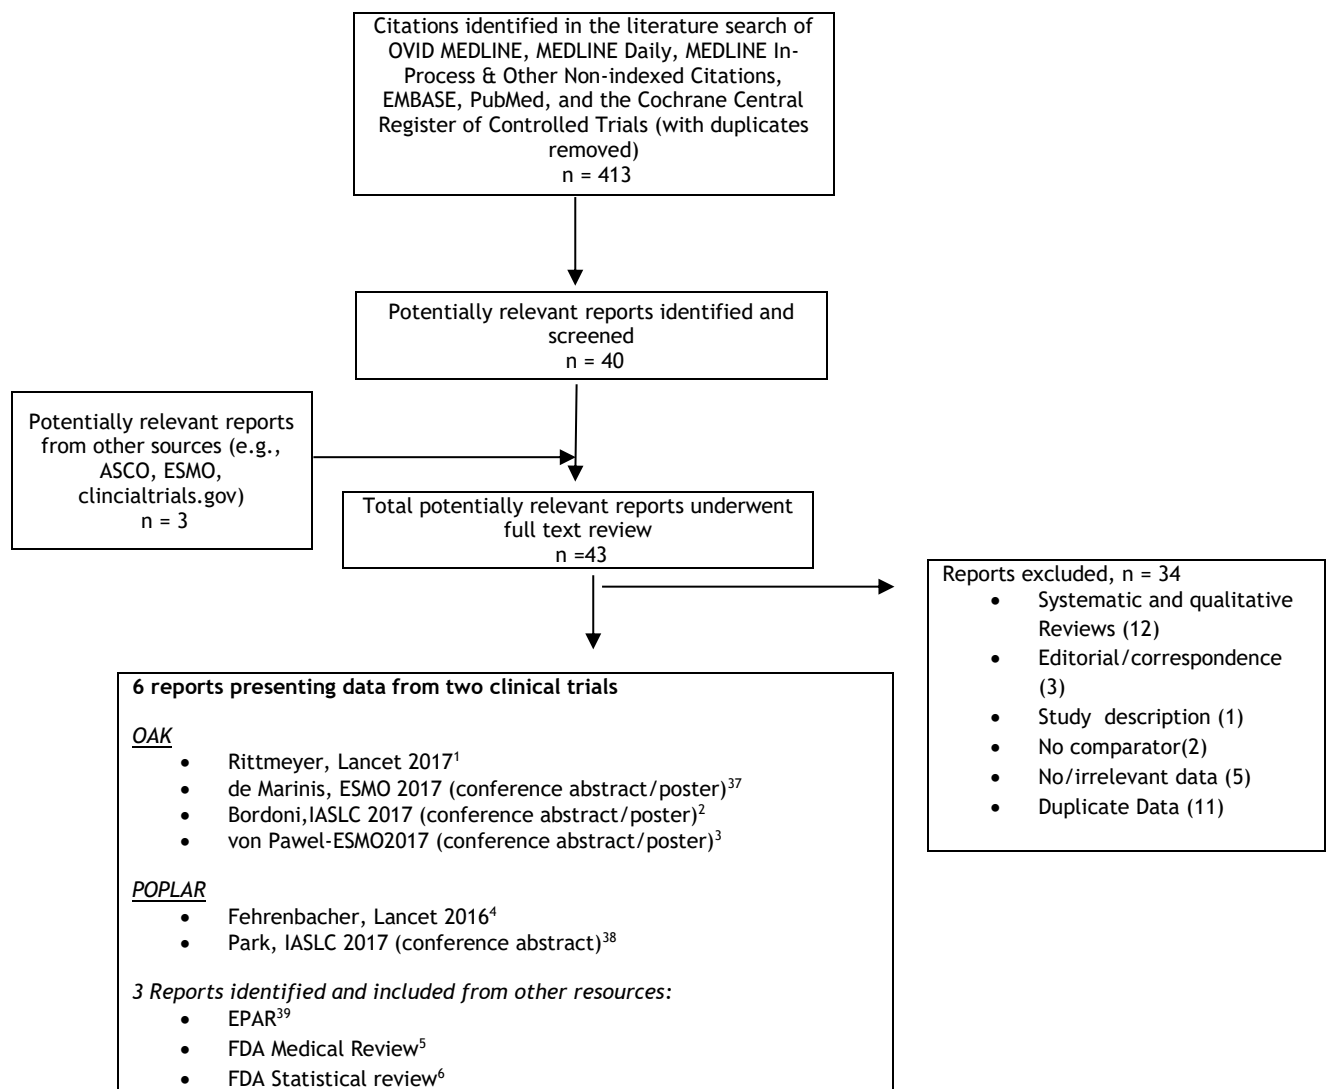 Citations identified in the literature search of
OVID MEDLINE, MEDLINE Daily, MEDLINE In-
Process & Other Non-indexed Citations,
EMBASE, PubMed, and the Cochrane Central
Register of Controlled Trials (with duplicates
removed)
n = 413
Potentially relevant reports identified and
screened
n = 40
Potentially relevant reports
from other sources (e.g.,
ASCO, ESMO,
clincialtrials.gov)
n = 3
Total potentially relevant reports underwent
full text review
n =43
Reports excluded, n = 34
• Systematic and qualitative
Reviews (12)
• Editorial/correspondence
(3)
• Study description (1)
• No comparator(2)
• No/irrelevant data (5)
• Duplicate Data (11)
6 reports presenting data from two clinical trials
OAK
• Rittmeyer, Lancet 2017¹
• de Marinis, ESMO 2017 (conference abstract/poster)³⁷
• Bordoni,IASLC 2017 (conference abstract/poster)²
• von Pawel-ESMO2017 (conference abstract/poster)³
POPLAR
• Fehrenbacher, Lancet 2016⁴
• Park, IASLC 2017 (conference abstract)³⁸
3 Reports identified and included from other resources:
• EPAR³⁹
• FDA Medical Review⁵
• FDA Statistical review⁶